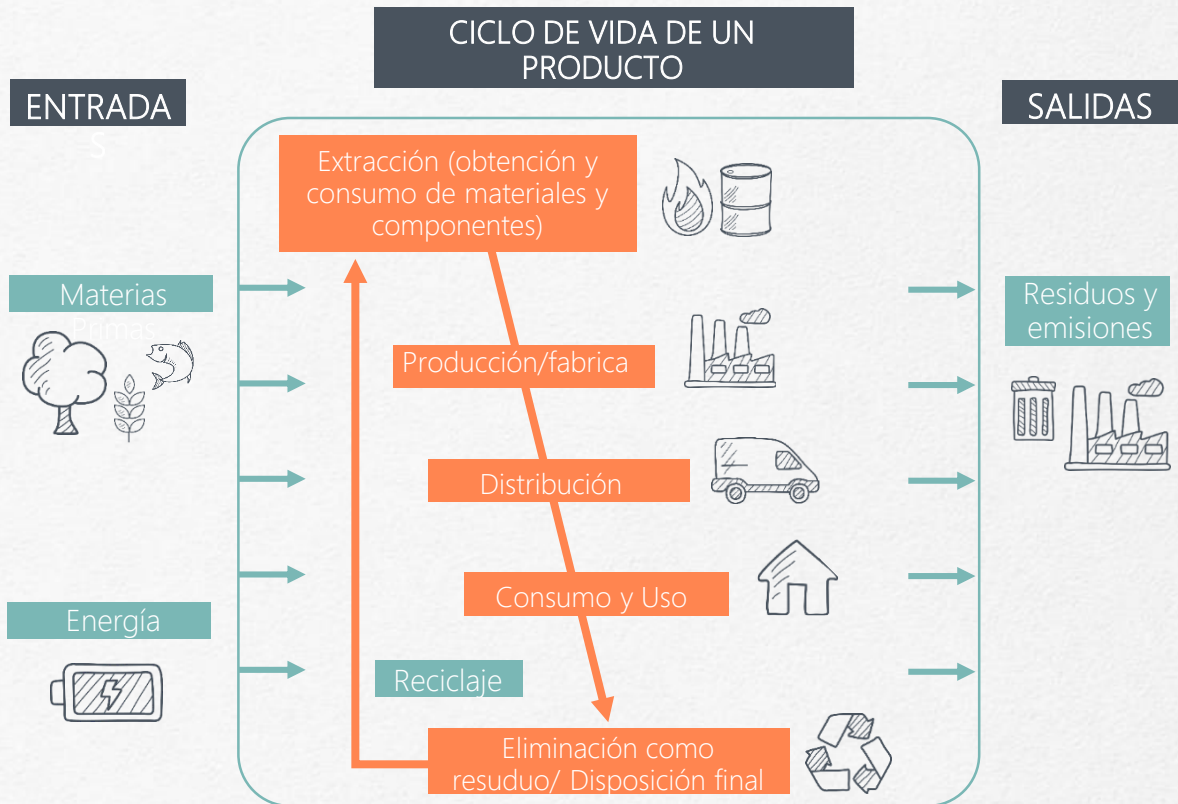 CICLO DE VIDA DE UN
PRODUCTO
ENTRADA
S
SALIDAS
Extracción (obtención y
consumo de materiales y
componentes)
Materias
Primas
Residuos y
emisiones
Producción/fabrica
Distribución
Consumo y Uso
Energía
Reciclaje
Eliminación como
resuduo/ Disposición final